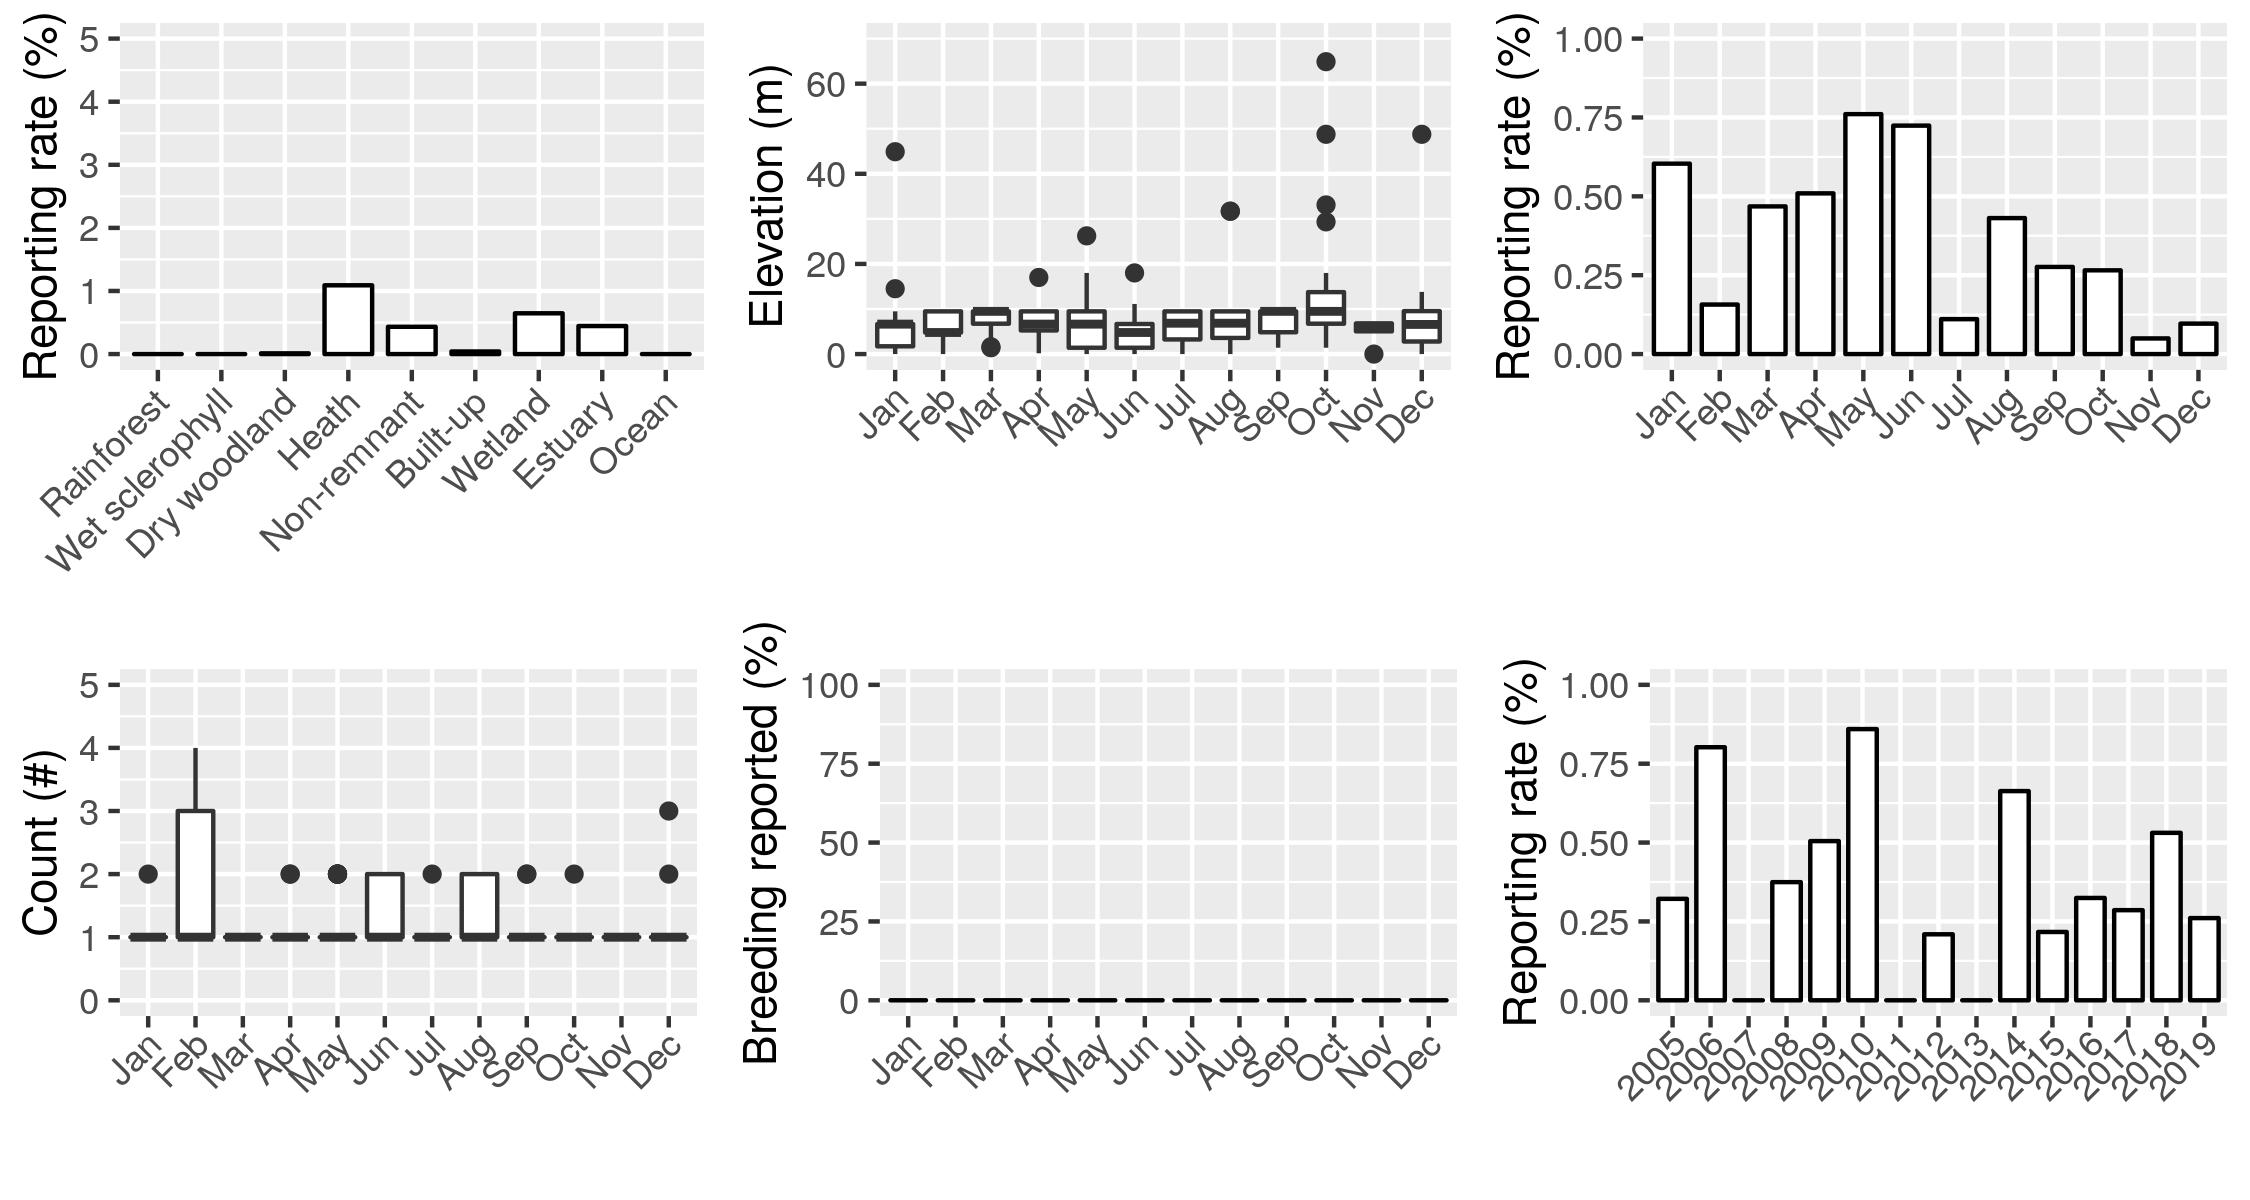 Reporting rate (%)
5
4
3
2
1
0
Rainforest
Wet sclerophyll
Dry woodland
Heath
Non-remnant
Built-up
Wetland
Estuary
Ocean
Elevation (m)
60
40
20
0
Jan
Feb
Mar
Apr
May
Jun
Jul
Aug
Sep
Oct
Nov
Dec
Reporting rate (%)
1.00
0.75
0.50
0.25
0.00
Jan
Feb
Mar
Apr
May
Jun
Jul
Aug
Sep
Oct
Nov
Dec
Count (#)
5
4
3
2
1
0
Jan
Feb
Mar
Apr
May
Jun
Jul
Aug
Sep
Oct
Nov
Dec
Breeding reported (%)
100
75
50
25
0
Jan
Feb
Mar
Apr
May
Jun
Jul
Aug
Sep
Oct
Nov
Dec
Reporting rate (%)
1.00
0.75
0.50
0.25
0.00
2005
2006
2007
2008
2009
2010
2011
2012
2013
2014
2015
2016
2017
2018
2019